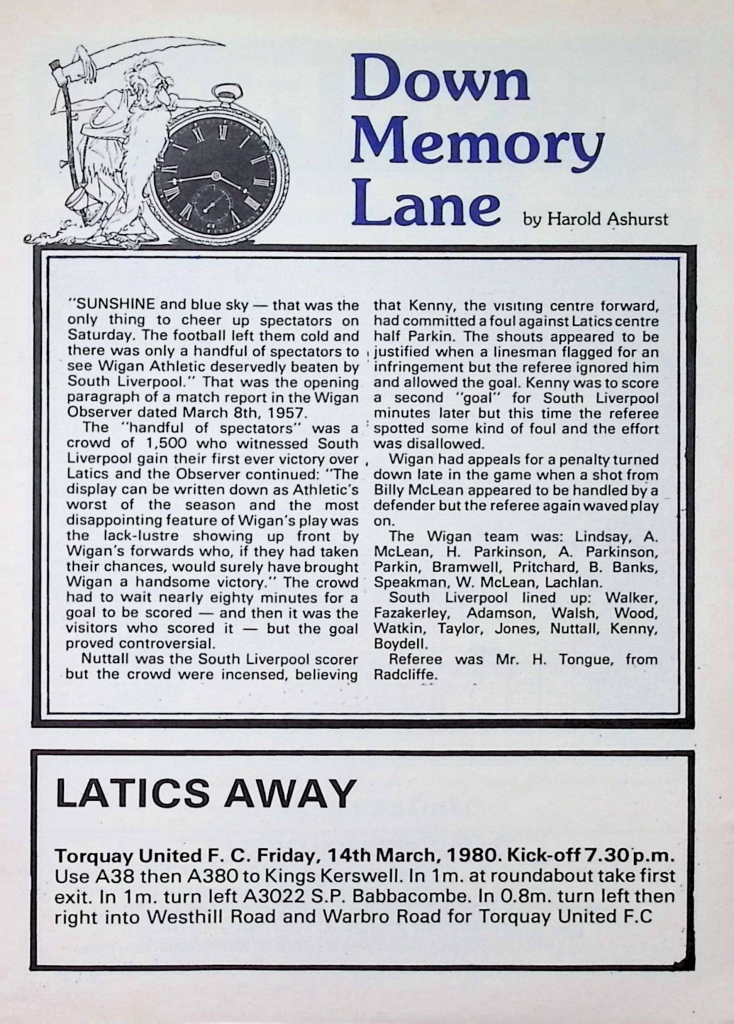 Down
Memory
Lane
by Harold Ashurst
"SUNSHINE and blue sky — that was the
only thing to cheer up spectators on
Saturday. The football left them cold and
there was only a handful of spectators to
see Wigan Athletic deservedly beaten by
South Liverpool." That was the opening
paragraph of a match report in the Wigan
Observer dated March 8th, 1957.
The "handful of spectators" was a
crowd of 1,500 who witnessed South
Liverpool gain their first ever victory over
Latics and the Observer continued: "The
display can be written down as Athletic's
worst of the season and the most
disappointing feature of Wigan's play was
the lack-lustre showing up front by
Wigan's forwards who, if they had taken
their chances, would surely have brought
Wigan a handsome victory." The crowd
had to wait nearly eighty minutes for a
goal to be scored — and then it was the
visitors who scored it — but the goal
proved controversial.
Nuttall was the South Liverpool scorer
but the crowd were incensed, believing
that Kenny, the visiting centre forward,
had committed a foul against Latics centre
half Parkin. The shouts appeared to be
justified when a linesman flagged for an
infringement but the referee ignored him
and allowed the goal. Kenny was to score
a second "goal" for South Liverpool
minutes later but this time the referee
spotted some kind of foul and the effort
was disallowed.
Wigan had appeals for a penalty turned
down late in the game when a shot from
Billy McLean appeared to be handled by a
defender but the referee again waved play
on.
The Wigan team was: Lindsay, A.
McLean, H. Parkinson, A. Parkinson,
Parkin, Bramwell, Pritchard, B. Banks,
Speakman, W. McLean, Lachlan.
South Liverpool lined up: Walker,
Fazakerley, Adamson, Walsh, Wood,
Watkin, Taylor, Jones, Nuttall, Kenny,
Boydell.
Referee was Mr. H. Tongue, from
Radcliffe.
LATICS AWAY
Torquay United F. C. Friday, 14th March, 1980. Kick-off 7.30 p.m.
Use A38 then A380 to Kings Kerswell. In 1m. at roundabout take first
exit. In 1m. turn left A3022 S.P. Babbacombe. In 0.8m. turn left then
right into Westhill Road and Warbro Road for Torquay United F.C